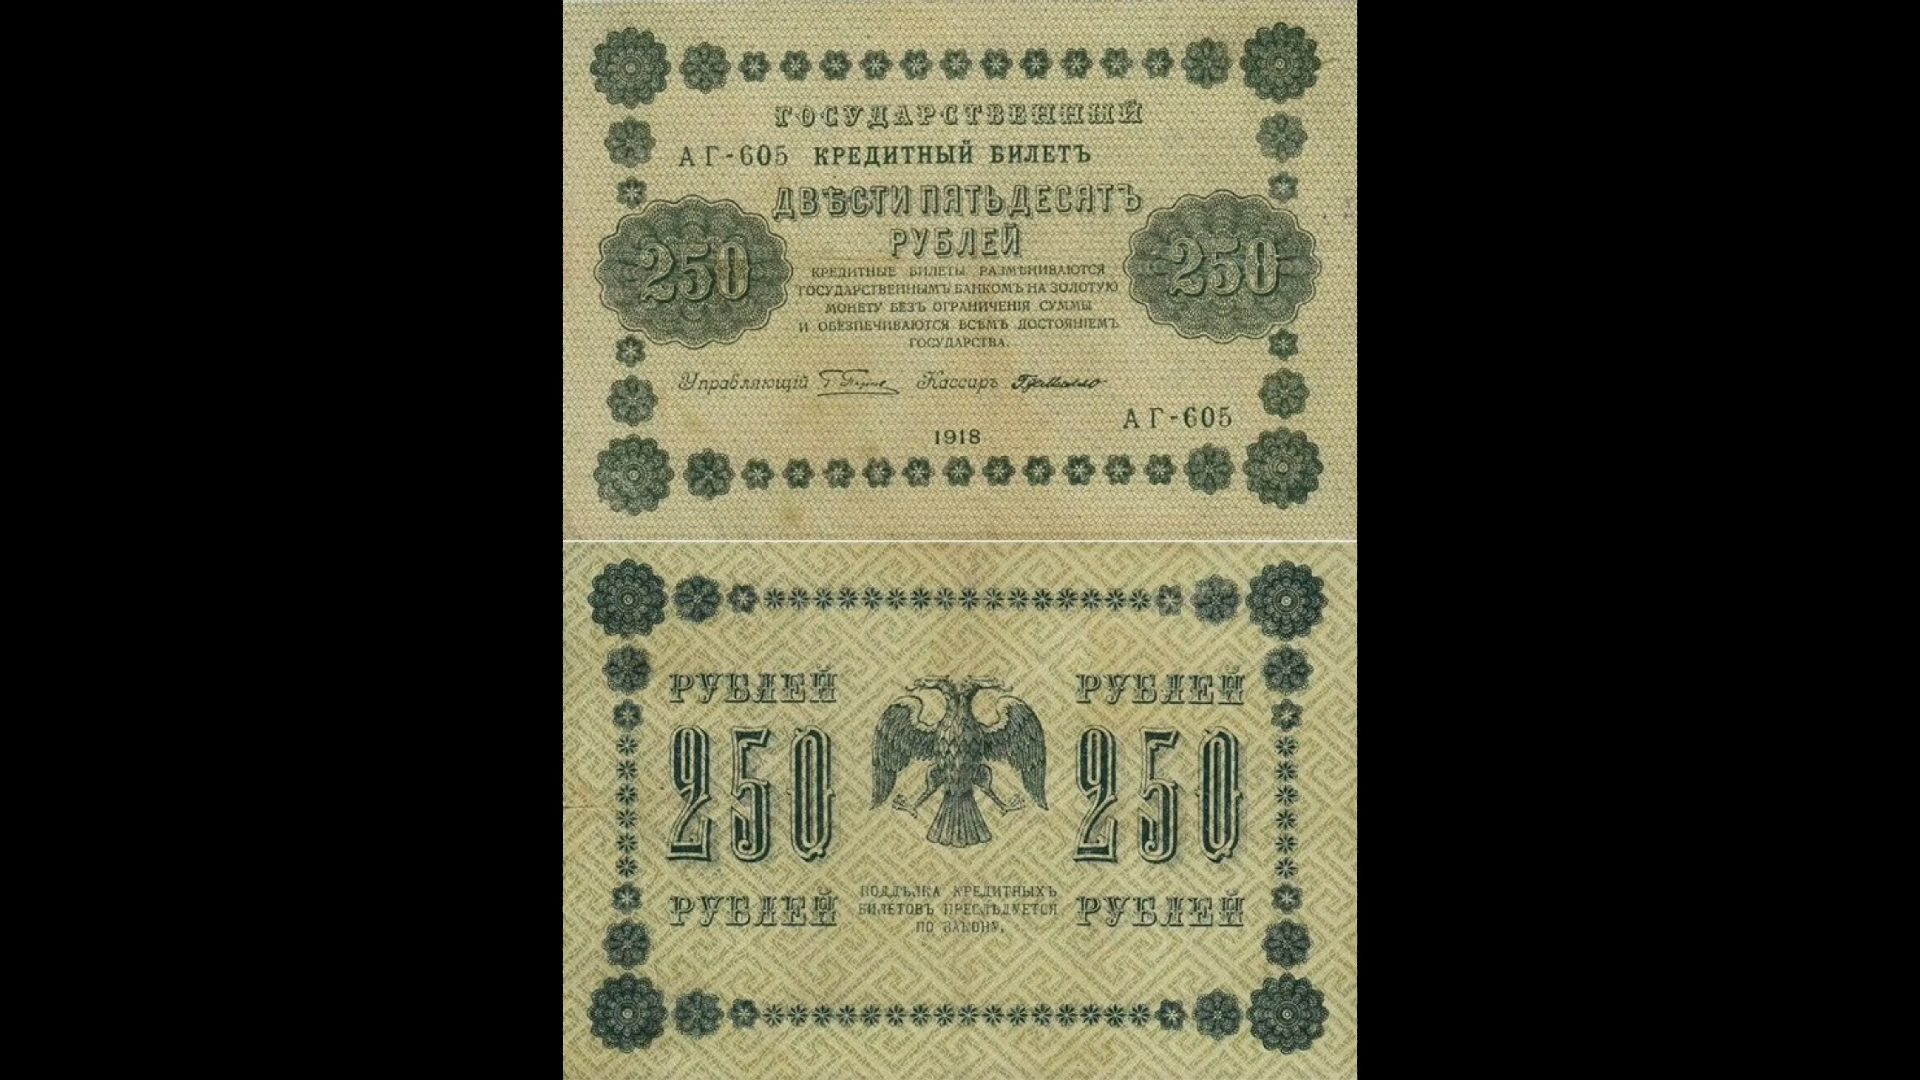 ГОСУДАРСТВЕННЫЙ
АГ-605 КРЕДИТНЫЙ БИЛЕТЪ
ДВѢСТИ ПЯТЬДЕСЯТЪ
РУБЛЕЙ
250 250
КРЕДИТНЫЕ БИЛЕТЫ РАЗМѢНИВАЮТСЯ
ГОСУДАРСТВЕННЫМЪ БАНКОМЪ НА ЗОЛОТУЮ
МОНЕТУ БЕЗЪ ОГРАНИЧЕНІЯ СУММЫ
И ОБЕЗПЕЧИВАЮТСЯ ВСѢМЪ ДОСТОЯНІЕМЪ
ГОСУДАРСТВА.
Управляющій Кассиръ
АГ-605
1918
РУБЛЕЙ РУБЛЕЙ
250 250
РУБЛЕЙ РУБЛЕЙ
ПОДДѢЛКА КРЕДИТНЫХЪ
БИЛЕТОВЪ ПРЕСЛѢДУЕТСЯ
ПО ЗАКОНУ.